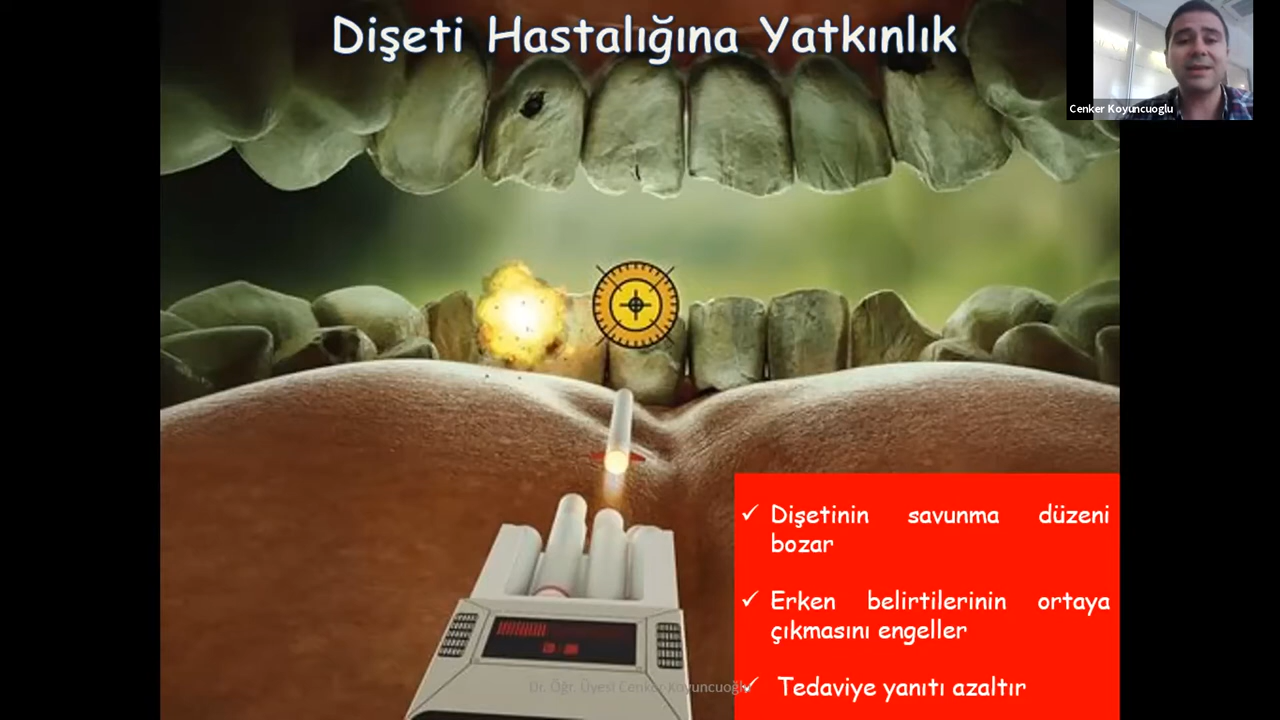 Dişeti Hastalığına Yatkınlık
Cenker Koyuncuoglu
Dişetinin savunma düzeni
bozar
Erken belirtilerinin ortaya
çıkmasını engeller
Tedaviye yanıtı azaltır
Dr. Öğr. Üyesi Cenker Koyuncuoğlu